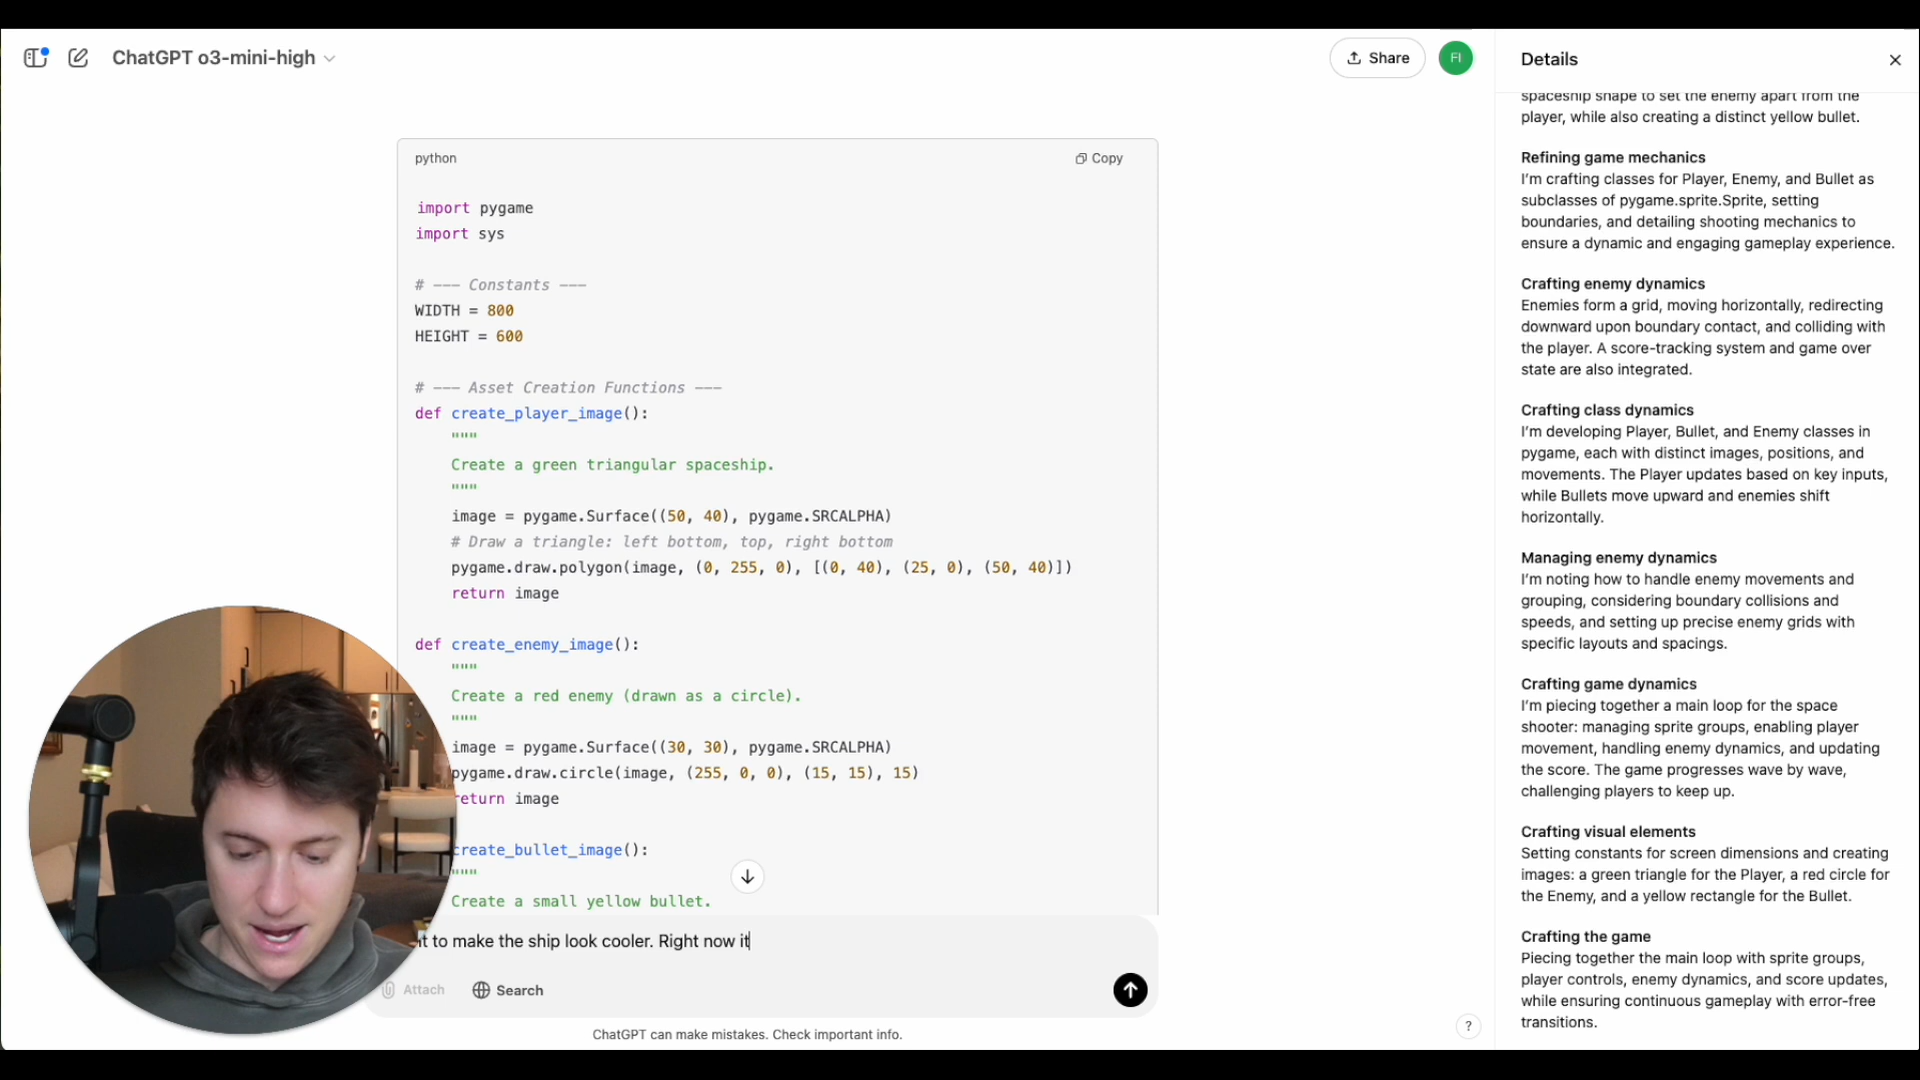 ChatGPT o3-mini-high
Share
FI
python
Copy
import pygame
import sys
# --- Constants ---
WIDTH = 800
HEIGHT = 600
# --- Asset Creation Functions ---
def create_player_image():
"""
Create a green triangular spaceship.
"""
image = pygame.Surface((50, 40), pygame.SRCALPHA)
# Draw a triangle: left bottom, top, right bottom
pygame.draw.polygon(image, (0, 255, 0), [(0, 40), (25, 0), (50, 40)])
return image
def create_enemy_image():
"""
Create a red enemy (drawn as a circle).
"""
image = pygame.Surface((30, 30), pygame.SRCALPHA)
pygame.draw.circle(image, (255, 0, 0), (15, 15), 15)
return image
create_bullet_image():
"""
Create a small yellow bullet.
to make the ship look cooler. Right now it
Attach
Search
ChatGPT can make mistakes. Check important info.
?
Details
spaceship shape to set the enemy apart from the
player, while also creating a distinct yellow bullet.
Refining game mechanics
I'm crafting classes for Player, Enemy, and Bullet as
subclasses of pygame.sprite.Sprite, setting
boundaries, and detailing shooting mechanics to
ensure a dynamic and engaging gameplay experience.
Crafting enemy dynamics
Enemies form a grid, moving horizontally, redirecting
downward upon boundary contact, and colliding with
the player. A score-tracking system and game over
state are also integrated.
Crafting class dynamics
I'm developing Player, Bullet, and Enemy classes in
pygame, each with distinct images, positions, and
movements. The Player updates based on key inputs,
while Bullets move upward and enemies shift
horizontally.
Managing enemy dynamics
I'm noting how to handle enemy movements and
grouping, considering boundary collisions and
speeds, and setting up precise enemy grids with
specific layouts and spacings.
Crafting game dynamics
I'm piecing together a main loop for the space
shooter: managing sprite groups, enabling player
movement, handling enemy dynamics, and updating
the score. The game progresses wave by wave,
challenging players to keep up.
Crafting visual elements
Setting constants for screen dimensions and creating
images: a green triangle for the Player, a red circle for
the Enemy, and a yellow rectangle for the Bullet.
Crafting the game
Piecing together the main loop with sprite groups,
player controls, enemy dynamics, and score updates,
while ensuring continuous gameplay with error-free
transitions.